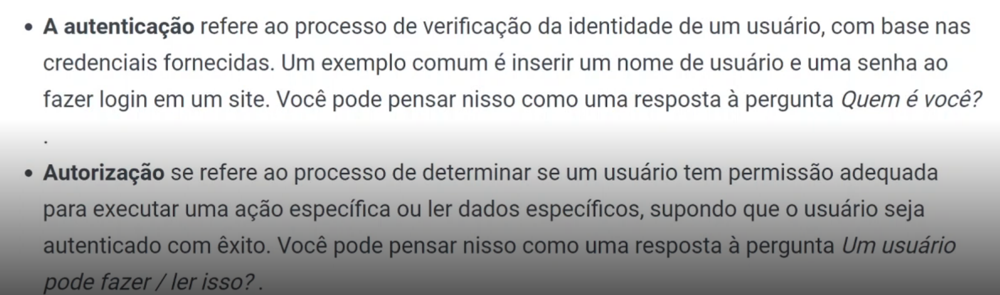 • A autenticação refere ao processo de verificação da identidade de um usuário, com base nas
credenciais fornecidas. Um exemplo comum é inserir um nome de usuário e uma senha ao
fazer login em um site. Você pode pensar nisso como uma resposta à pergunta Quem é você?
.
• Autorização se refere ao processo de determinar se um usuário tem permissão adequada
para executar uma ação específica ou ler dados específicos, supondo que o usuário seja
autenticado com êxito. Você pode pensar nisso como uma resposta à pergunta Um usuário
pode fazer / ler isso? .